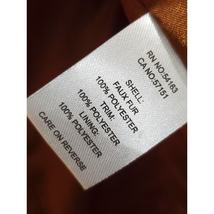 RN NO:54163
CA NO:57151
SHELL:
FAUX FUR
100% POLYESTER
TRIM:
100% POLYESTER
LINING:
100% POLYESTER
CARE ON REVERSE